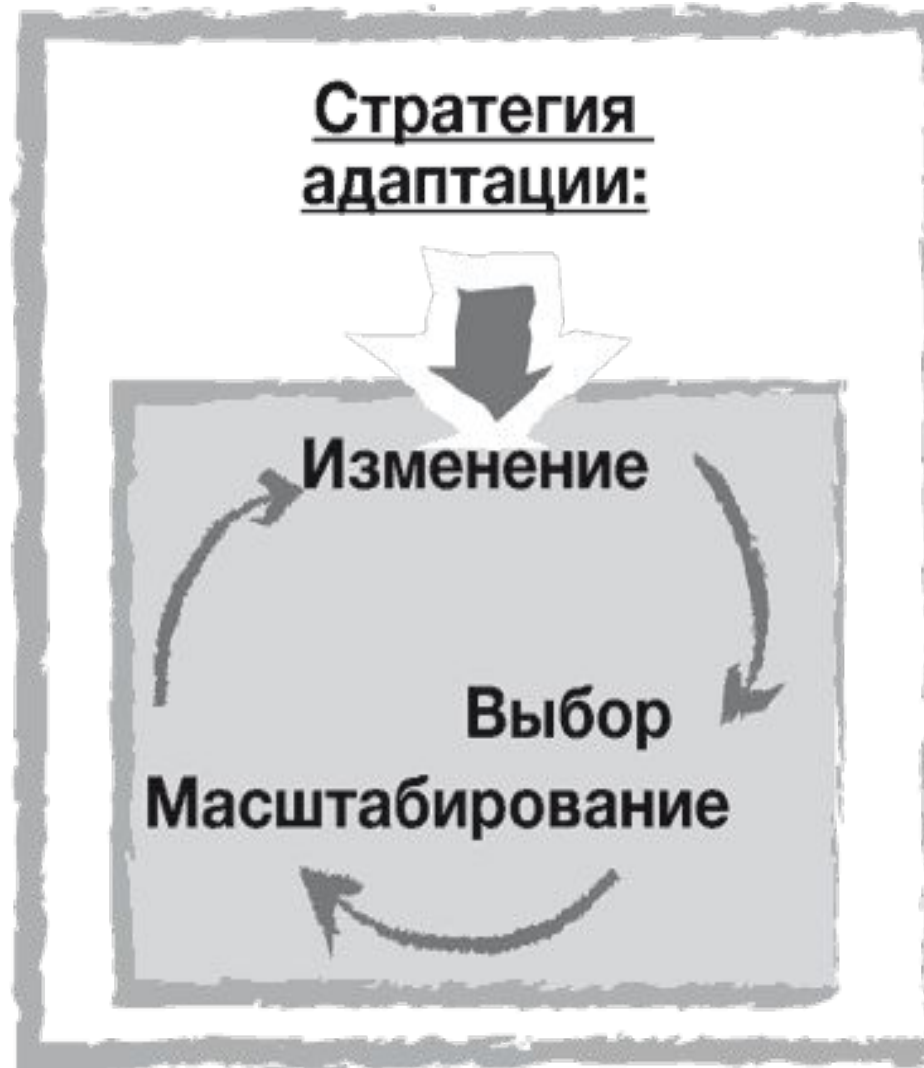 Стратегия
адаптации:
Изменение
Выбор
Масштабирование